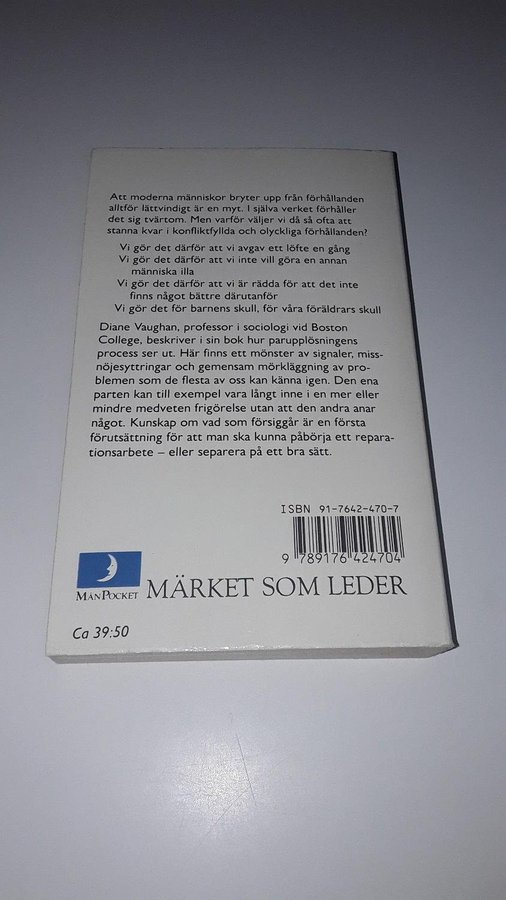 Att moderna människor bryter upp från förhållanden
alltför lättvindigt är en myt. I själva verket förhåller
det sig tvärtom. Men varför väljer vi då så ofta att
stanna kvar i konfliktfyllda och olyckliga förhållanden?
Vi gör det därför att vi avgav ett löfte en gång
Vi gör det därför att vi inte vill göra en annan
människa illa
Vi gör det därför att vi är rädda för att det inte
finns något bättre därutanför
Vi gör det för barnens skull, för våra föräldrars skull
Diane Vaughan, professor i sociologi vid Boston
College, beskriver i sin bok hur parupplösningens
process ser ut. Här finns ett mönster av signaler, miss-
nöjesyttringar och gemensam mörkläggning av pro-
blemen som de flesta av oss kan känna igen. Den ena
parten kan till exempel vara långt inne i en mer eller
mindre medveten frigörelse utan att den andra anar
något. Kunskap om vad som försiggår är en första
förutsättning för att man ska kunna påbörja ett repara-
tionsarbete – eller separera på ett bra sätt.
ISBN 91-7642-470-7
9 789176 424704
MÅNPOCKET MÄRKET SOM LEDER
Ca 39:50